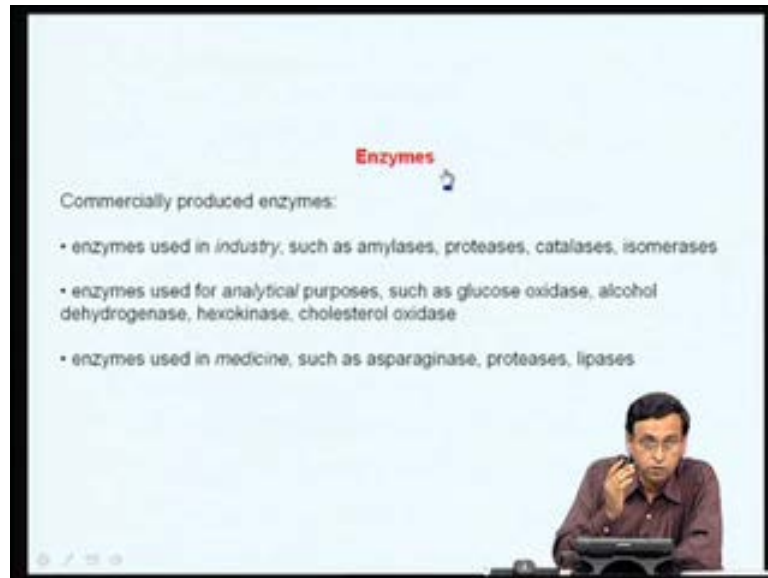 Enzymes
Commercially produced enzymes:
• enzymes used in industry, such as amylases, proteases, catalases, isomerases
• enzymes used for analytical purposes, such as glucose oxidase, alcohol
dehydrogenase, hexokinase, cholesterol oxidase
• enzymes used in medicine, such as asparaginase, proteases, lipases